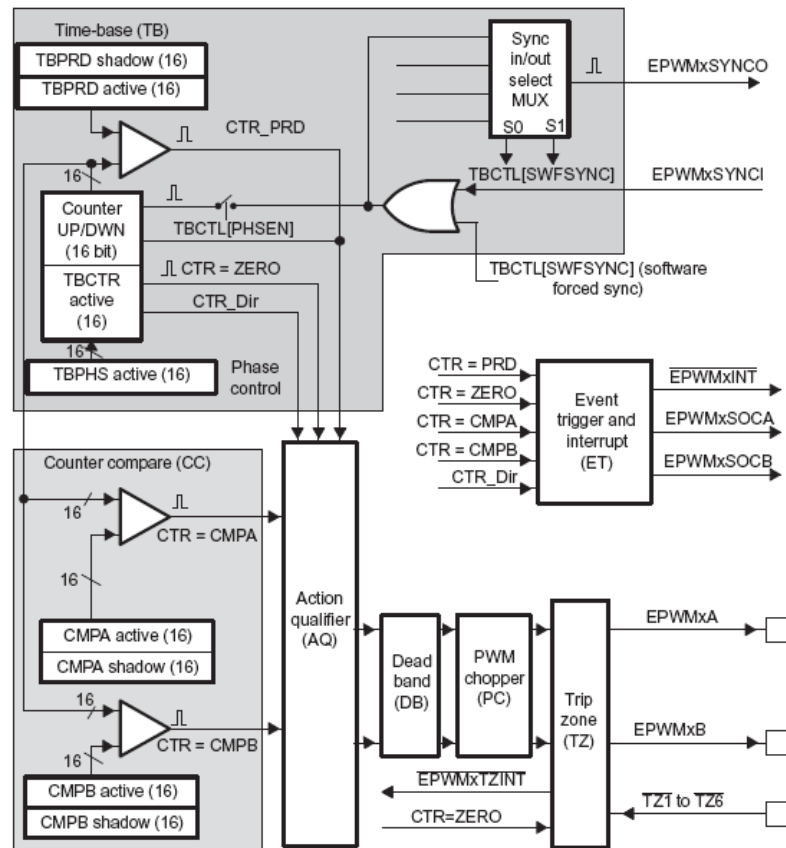 Time-base (TB)
TBPRD shadow (16)
TBPRD active (16)
CTR_PRD
16
Counter
UP/DWN
(16 bit)
TBCTR
active
(16)
TBCTL[PHSEN]
CTR = ZERO
CTR_Dir
16
TBPHS active (16)
Phase
control
Sync
in/out
select
MUX
S0 S1
EPWMxSYNCO
TBCTL[SWFSYNC]
EPWMxSYNCI
TBCTL[SWFSYNC] (software
forced sync)
CTR = PRD
CTR = ZERO
CTR = CMPA
CTR = CMPB
CTR_Dir
Event
trigger and
interrupt
(ET)
EPWMxINT
EPWMxSOCA
EPWMxSOCB
Counter compare (CC)
16
CTR = CMPA
16
CMPA active (16)
CMPA shadow (16)
16
CTR = CMPB
16
CMPB active (16)
CMPB shadow (16)
Action
qualifier
(AQ)
Dead
band
(DB)
PWM
chopper
(PC)
Trip
zone
(TZ)
EPWMxA
EPWMxB
EPWMxTZINT
TZ1 to TZ6
CTR=ZERO